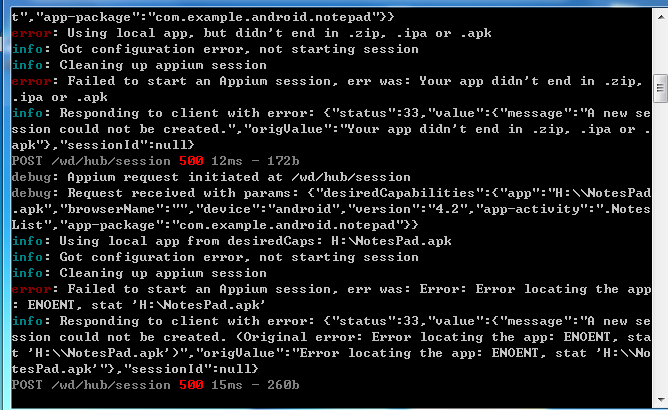 t","app-package":"com.example.android.notepad"}}
error: Using local app, but didn't end in .zip, .ipa or .apk
info: Got configuration error, not starting session
info: Cleaning up appium session
error: Failed to start an Appium session, err was: Your app didn't end in .zip,
.ipa or .apk
info: Responding to client with error: {"status":33,"value":{"message":"A new se
ssion could not be created.","origValue":"Your app didn't end in .zip, .ipa or .
apk"},"sessionId":null}
POST /wd/hub/session 500 12ms - 172b
debug: Appium request initiated at /wd/hub/session
debug: Request received with params: {"desiredCapabilities":{"app":"H:\\NotesPad
.apk","browserName":"","device":"android","version":"4.2","app-activity":".Notes
List","app-package":"com.example.android.notepad"}}
info: Using local app from desiredCaps: H:\NotesPad.apk
info: Got configuration error, not starting session
info: Cleaning up appium session
error: Failed to start an Appium session, err was: Error: Error locating the app
: ENOENT, stat 'H:\NotesPad.apk'
info: Responding to client with error: {"status":33,"value":{"message":"A new se
ssion could not be created. (Original error: Error locating the app: ENOENT, sta
t 'H:\\NotesPad.apk')","origValue":"Error locating the app: ENOENT, stat 'H:\\No
tesPad.apk'"},"sessionId":null}
POST /wd/hub/session 500 15ms - 260b